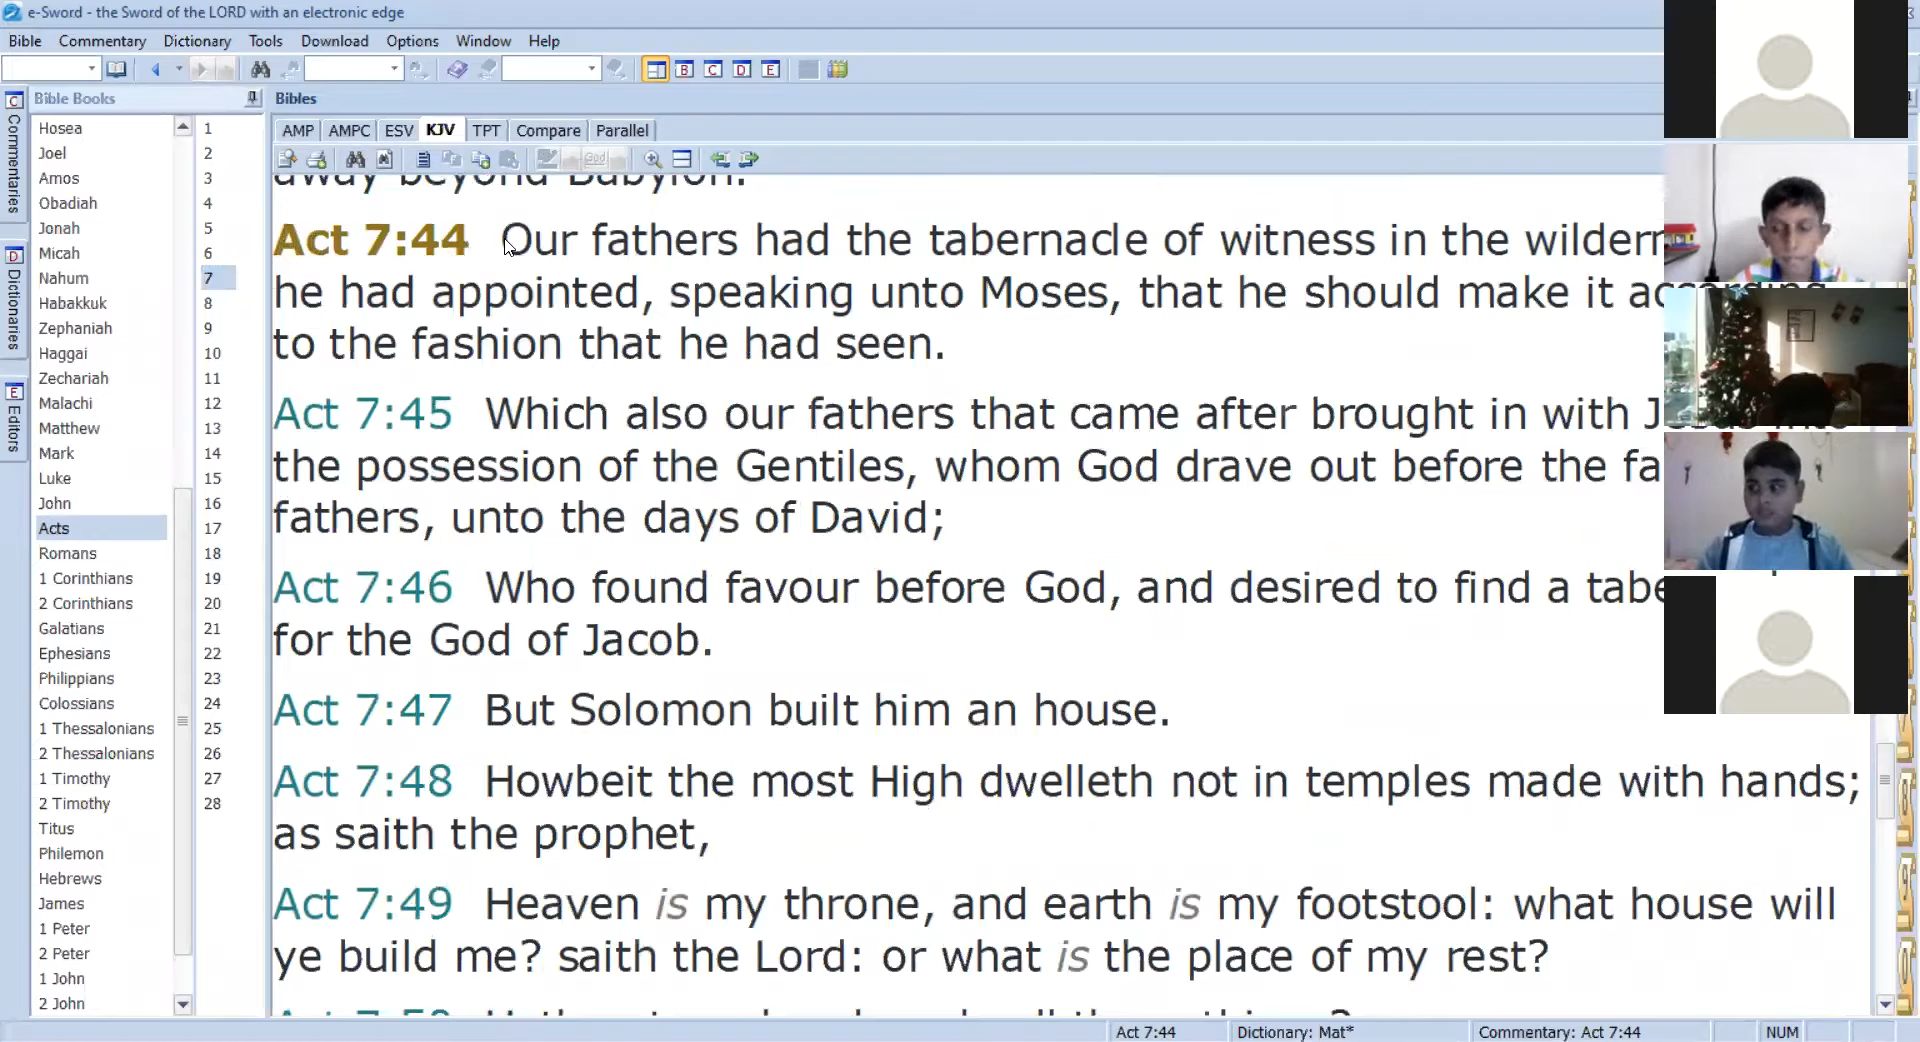 e-Sword - the Sword of the LORD with an electronic edge
Bible Commentary Dictionary Tools Download Options Window Help
B C D E
Bible Books
Bibles
C Commentaries
D Dictionaries
E Editors
AMP AMPC ESV KJV TPT Compare Parallel
God
Hosea
Joel
Amos
Obadiah
Jonah
Micah
Nahum
Habakkuk
Zephaniah
Haggai
Zechariah
Malachi
Matthew
Mark
Luke
John
Acts
Romans
1 Corinthians
2 Corinthians
Galatians
Ephesians
Philippians
Colossians
1 Thessalonians
2 Thessalonians
1 Timothy
2 Timothy
Titus
Philemon
Hebrews
James
1 Peter
2 Peter
1 John
2 John
1
2
3
4
5
6
7
8
9
10
11
12
13
14
15
16
17
18
19
20
21
22
23
24
25
26
27
28
away beyond Babylon.
Act 7:44 Our fathers had the tabernacle of witness in the
he had appointed, speaking unto Moses, that he should make it according
to the fashion that he had seen.
Act 7:45 Which also our fathers that came after brought in with
the possession of the Gentiles, whom God drave out before the
fathers, unto the days of David;
Act 7:46 Who found favour before God, and desired to find a
for the God of Jacob.
Act 7:47 But Solomon built him an house.
Act 7:48 Howbeit the most High dwelleth not in temples made with hands;
as saith the prophet,
Act 7:49 Heaven is my throne, and earth is my footstool: what house will
ye build me? saith the Lord: or what is the place of my rest?
Act 7:44 Dictionary: Mat* Commentary: Act 7:44 NUM